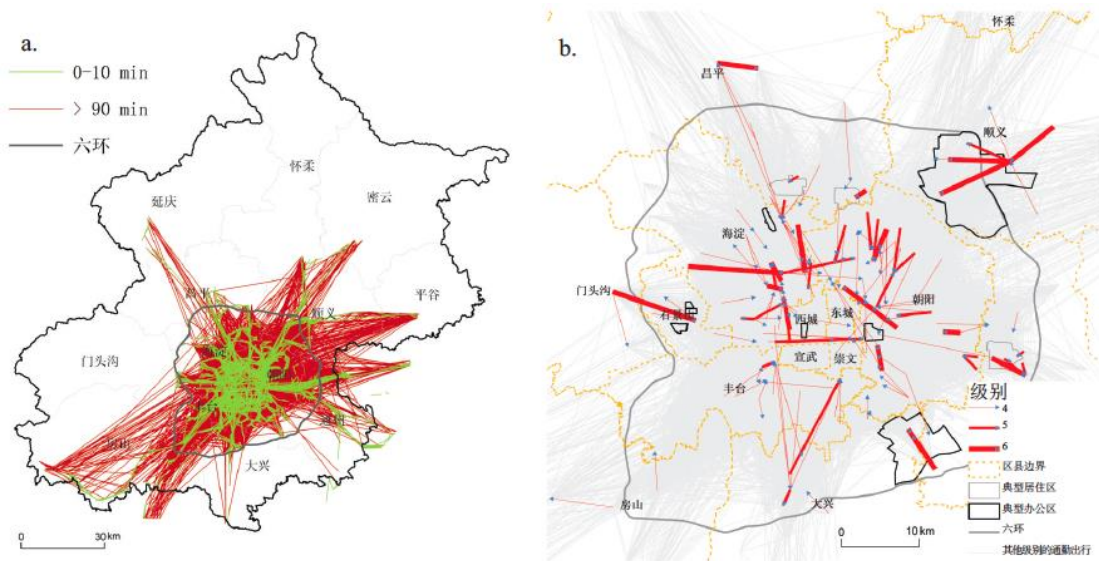 a.
0-10 min
> 90 min
六环
怀柔
延庆
密云
昌平
平谷
顺义
门头沟
房山
大兴
0 30 km
b.
怀柔
昌平
顺义
海淀
门头沟
朝阳
西城
东城
宣武
崇文
丰台
房山
大兴
0 10 km
级别
4
5
6
区县边界
典型居住区
典型办公区
六环
其他级别的通勤出行